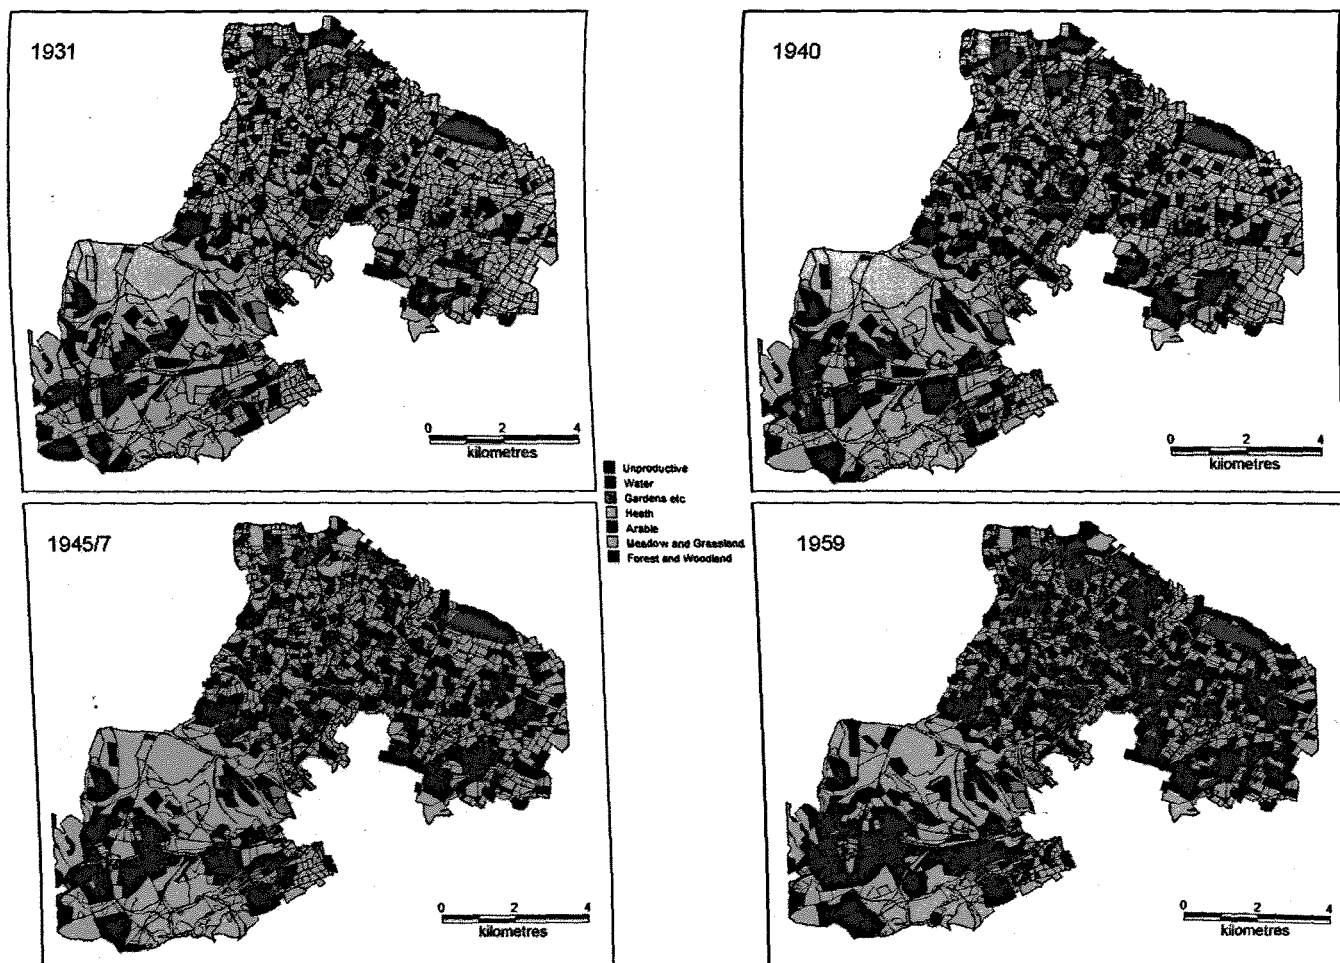 1931
0 2 4
kilometres
1940
0 2 4
kilometres
Unproductive
Water
Gardens etc
Heath
Arable
Meadow and Grassland
Forest and Woodland
1945/7
0 2 4
kilometres
1959
0 2 4
kilometres